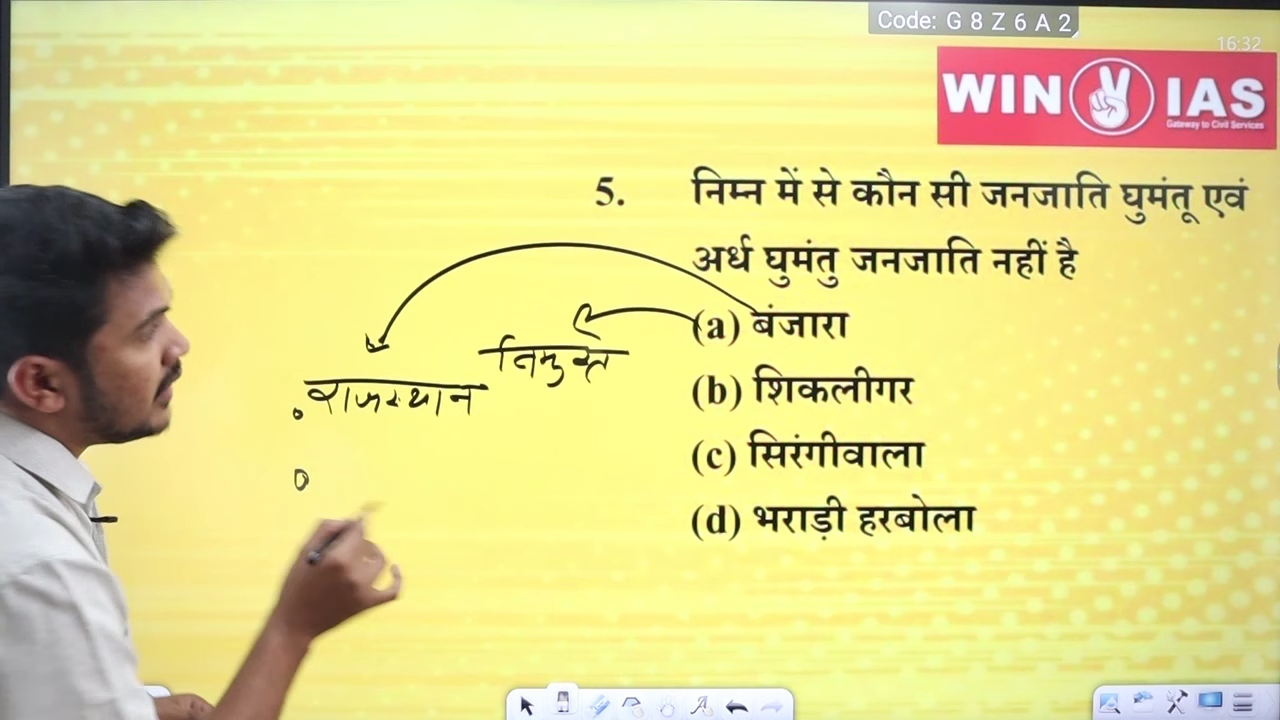 Code: G 8 Z 6 A 2
16:32
WIN IAS
Gateway to Civil Services
5. निम्न में से कौन सी जनजाति घुमंतू एवं
अर्ध घुमंतु जनजाति नहीं है
(a) बंजारा
(b) शिकलीगर
(c) सिरंगीवाला
(d) भराड़ी हरबोला
राजस्थान